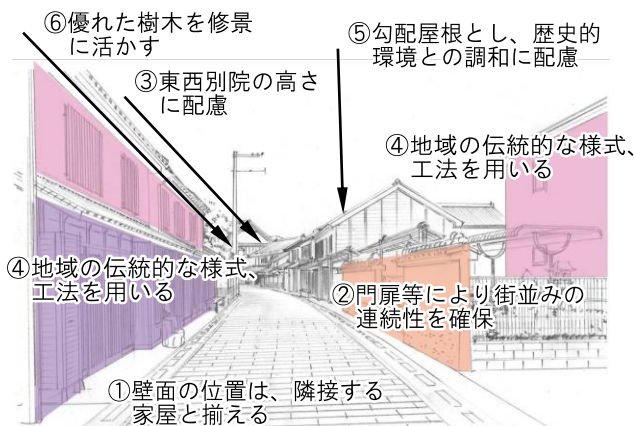 ⑥優れた樹木を修景
に活かす
⑤勾配屋根とし、歴史的
環境との調和に配慮
③東西別院の高さ
に配慮
④地域の伝統的な様式、
工法を用いる
④地域の伝統的な様式、
工法を用いる
②門扉等により街並みの
連続性を確保
①壁面の位置は、隣接する
家屋と揃える